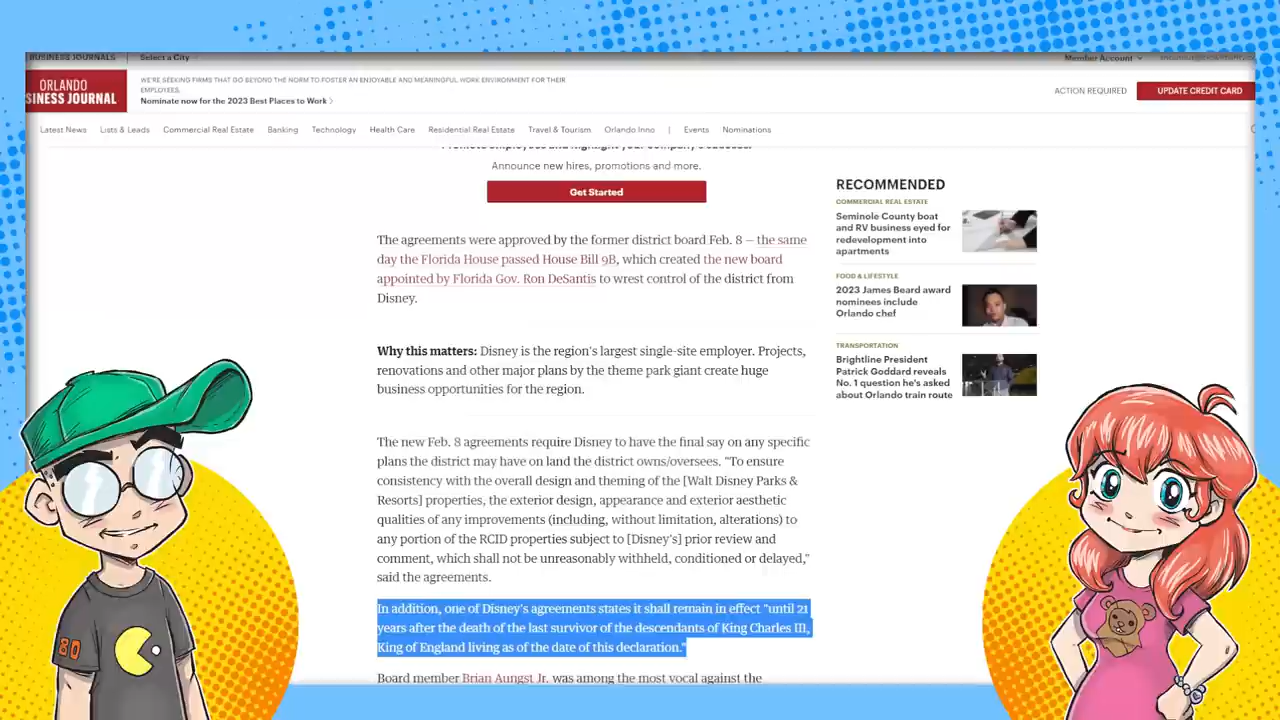 BUSINESS JOURNALS
Select a City
Member Account
ORLANDO
SINESS JOURNAL
WE'RE SEEKING FIRMS THAT GO BEYOND THE NORM TO FOSTER AN ENJOYABLE AND MEANINGFUL WORK ENVIRONMENT FOR THEIR
EMPLOYEES.
Nominate now for the 2023 Best Places to Work
ACTION REQUIRED
UPDATE CREDIT CARD
Latest News
Lists & Leads
Commercial Real Estate
Banking
Technology
Health Care
Residential Real Estate
Travel & Tourism
Orlando Inno
|
Events
Nominations
Announce new hires, promotions and more.
Get Started
The agreements were approved by the former district board Feb. 8 — the same
day the Florida House passed House Bill 9B, which created the new board
appointed by Florida Gov. Ron DeSantis to wrest control of the district from
Disney.
Why this matters: Disney is the region's largest single-site employer. Projects,
renovations and other major plans by the theme park giant create huge
business opportunities for the region.
The new Feb. 8 agreements require Disney to have the final say on any specific
plans the district may have on land the district owns/oversees. "To ensure
consistency with the overall design and theming of the [Walt Disney Parks &
Resorts] properties, the exterior design, appearance and exterior aesthetic
qualities of any improvements (including, without limitation, alterations) to
any portion of the RCID properties subject to [Disney's] prior review and
comment, which shall not be unreasonably withheld, conditioned or delayed,"
said the agreements.
In addition, one of Disney's agreements states it shall remain in effect "until 21
years after the death of the last survivor of the descendants of King Charles III,
King of England living as of the date of this declaration."
Board member Brian Aungst Jr. was among the most vocal against the
RECOMMENDED
COMMERCIAL REAL ESTATE
Seminole County boat
and RV business eyed for
redevelopment into
apartments
FOOD & LIFESTYLE
2023 James Beard award
nominees include
Orlando chef
TRANSPORTATION
Brightline President
Patrick Goddard reveals
No. 1 question he's asked
about Orlando train route
80